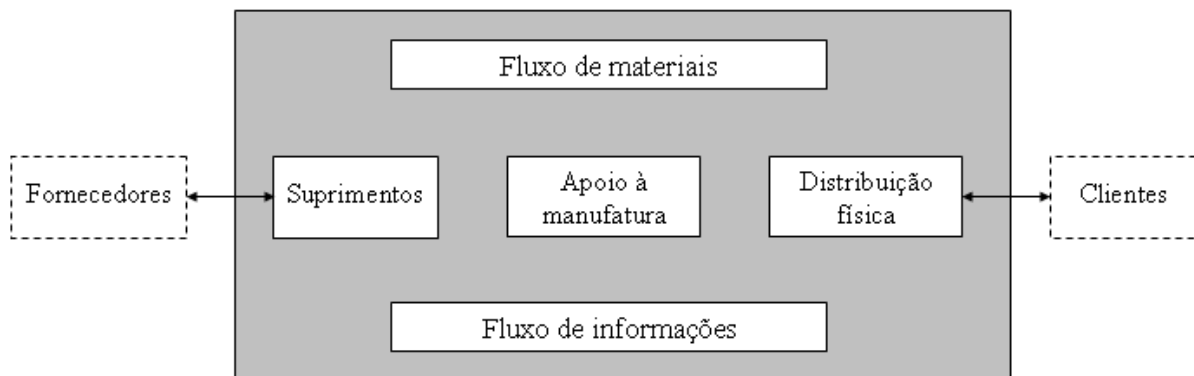 Fluxo de materiais
Fornecedores
Suprimentos
Apoio à
manufatura
Distribuição
física
Clientes
Fluxo de informações